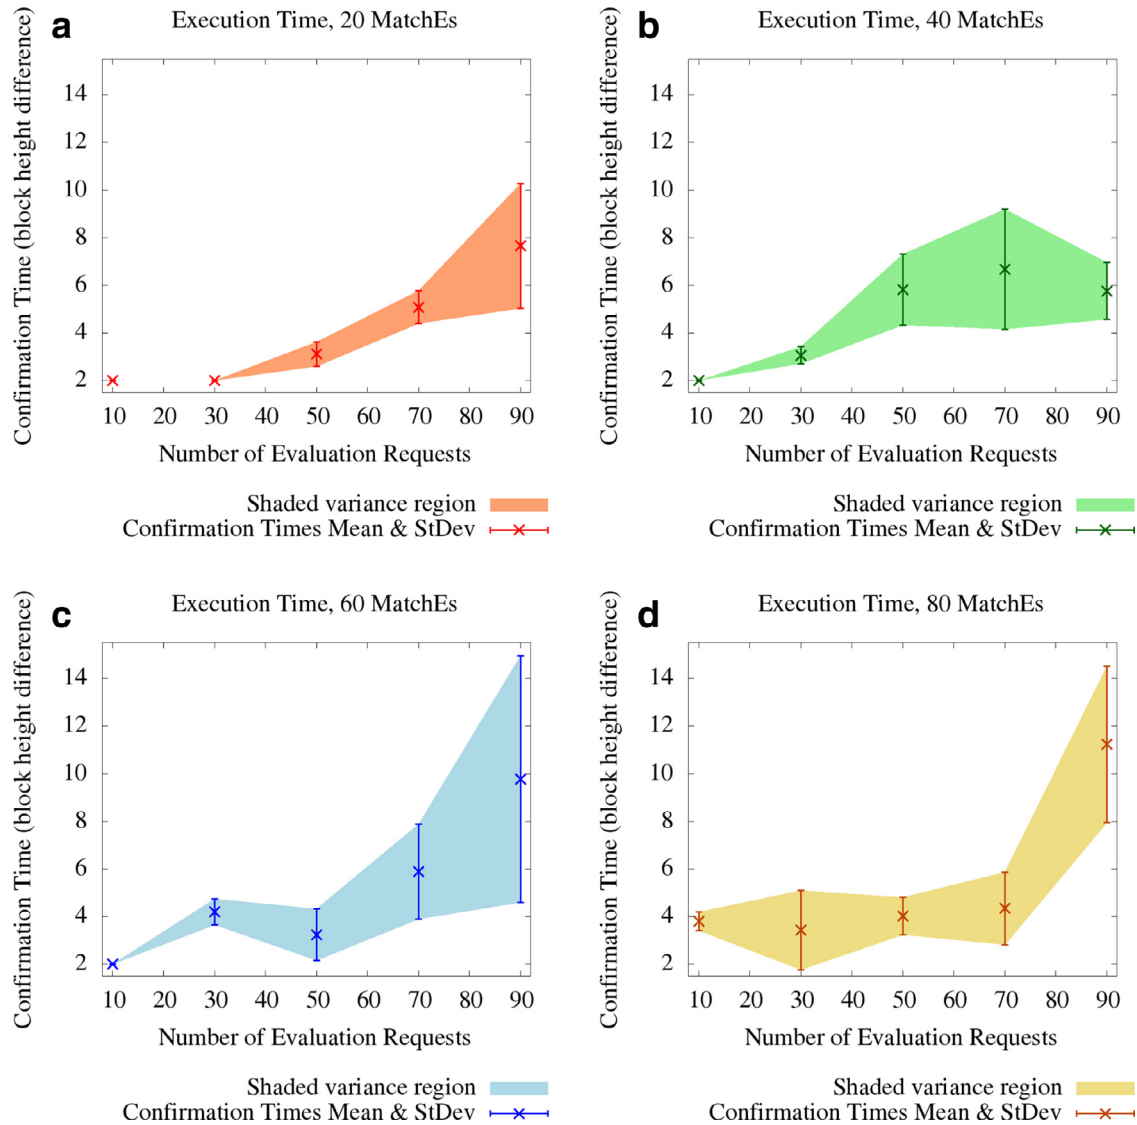 a Execution Time, 20 MatchEs
Confirmation Time (block height difference)
14
12
10
8
6
4
2
10 20 30 40 50 60 70 80 90
Number of Evaluation Requests
Shaded variance region
Confirmation Times Mean & StDev
b Execution Time, 40 MatchEs
Confirmation Time (block height difference)
14
12
10
8
6
4
2
10 20 30 40 50 60 70 80 90
Number of Evaluation Requests
Shaded variance region
Confirmation Times Mean & StDev
c Execution Time, 60 MatchEs
Confirmation Time (block height difference)
14
12
10
8
6
4
2
10 20 30 40 50 60 70 80 90
Number of Evaluation Requests
Shaded variance region
Confirmation Times Mean & StDev
d Execution Time, 80 MatchEs
Confirmation Time (block height difference)
14
12
10
8
6
4
2
10 20 30 40 50 60 70 80 90
Number of Evaluation Requests
Shaded variance region
Confirmation Times Mean & StDev